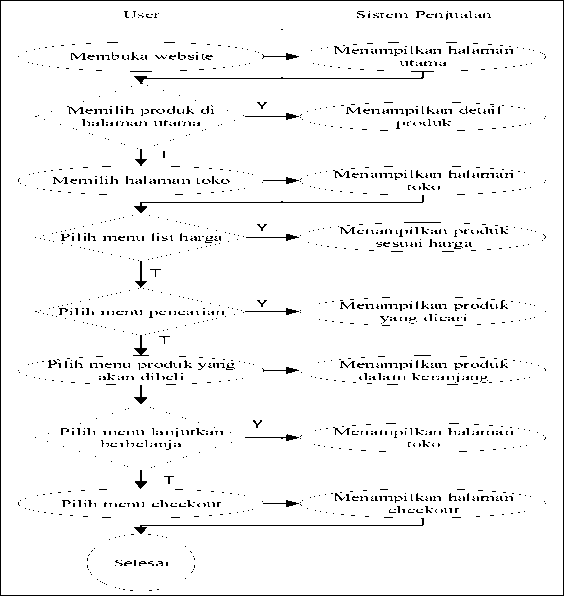 User
Sistem Penjualan
Membuka website
Menampilkan halaman
utama
Memilih produk di
halaman utama
Y
Menampilkan detail
produk
T
Memilih halaman toko
Menampilkan halaman
toko
Pilih menu list harga
Y
Menampilkan produk
sesuai harga
T
Pilih menu pencarian
Y
Menampilkan produk
yang dicari
T
Pilih menu produk yang
akan dibeli
Menampilkan produk
dalam keranjang
Pilih menu lanjutkan
berbelanja
Y
Menampilkan halaman
toko
T
Pilih menu checkout
Menampilkan halaman
checkout
Selesai